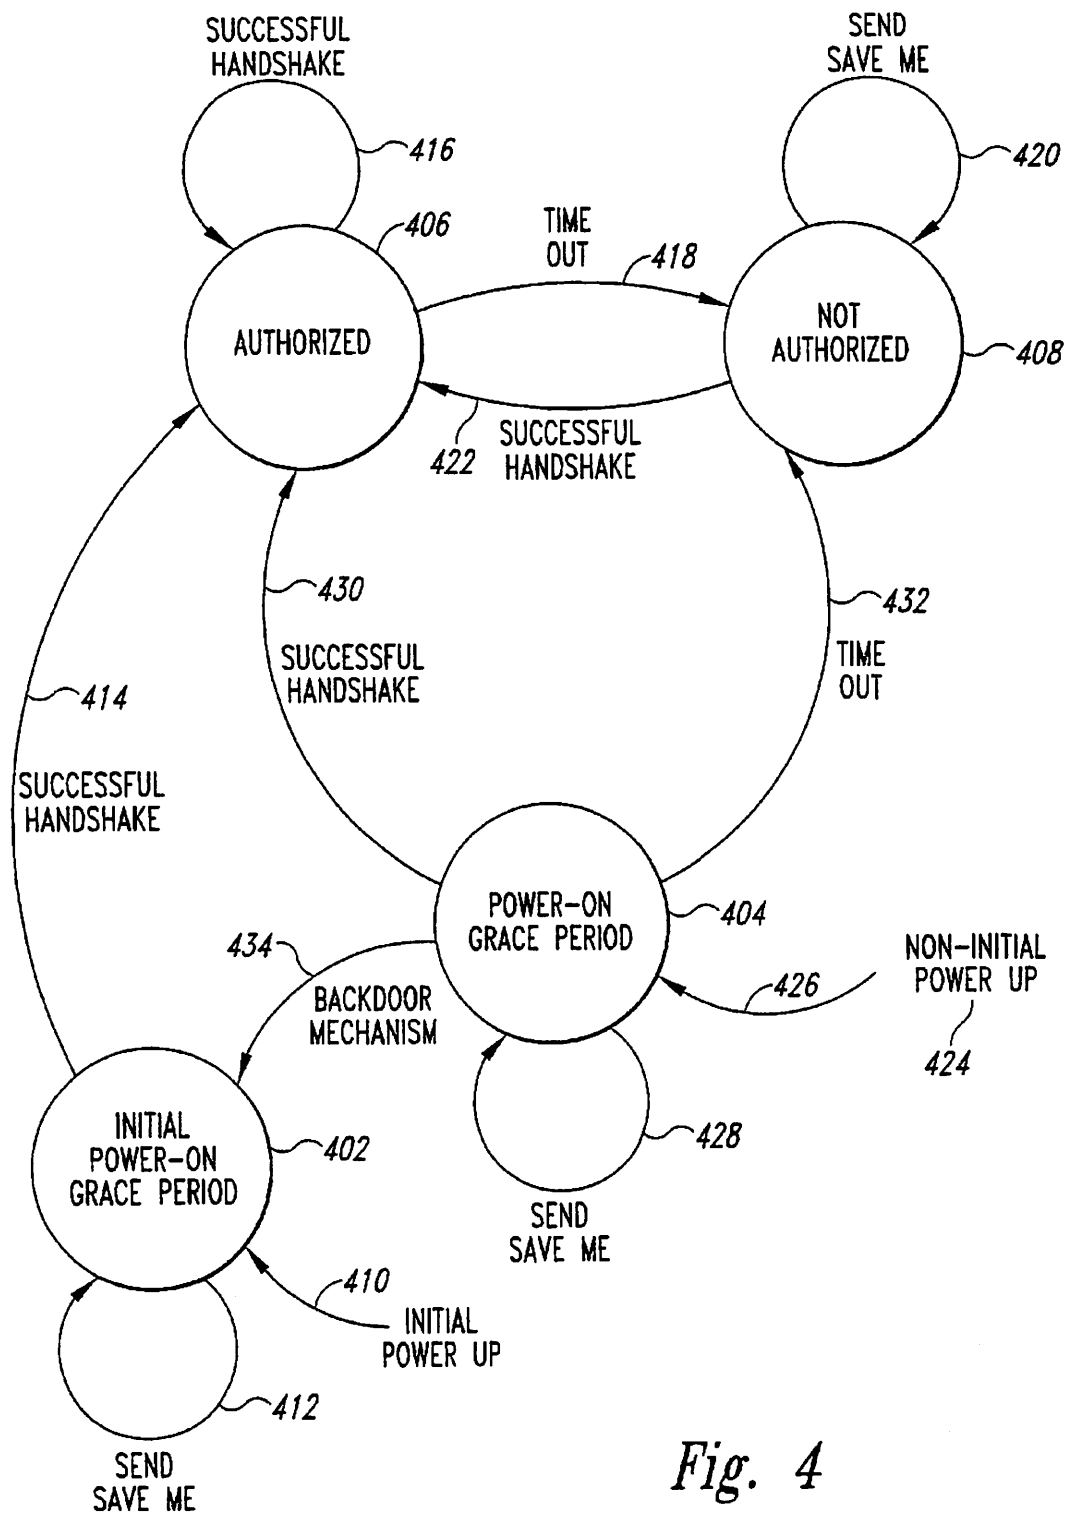 SUCCESSFUL
HANDSHAKE
SEND
SAVE ME
416
420
406
TIME
OUT
418
AUTHORIZED
NOT
AUTHORIZED
408
422
SUCCESSFUL
HANDSHAKE
430
432
SUCCESSFUL
HANDSHAKE
TIME
OUT
414
SUCCESSFUL
HANDSHAKE
POWER-ON
GRACE PERIOD
404
434
BACKDOOR
MECHANISM
426
NON-INITIAL
POWER UP
424
INITIAL
POWER-ON
GRACE PERIOD
402
428
SEND
SAVE ME
410
INITIAL
POWER UP
412
SEND
SAVE ME
Fig. 4